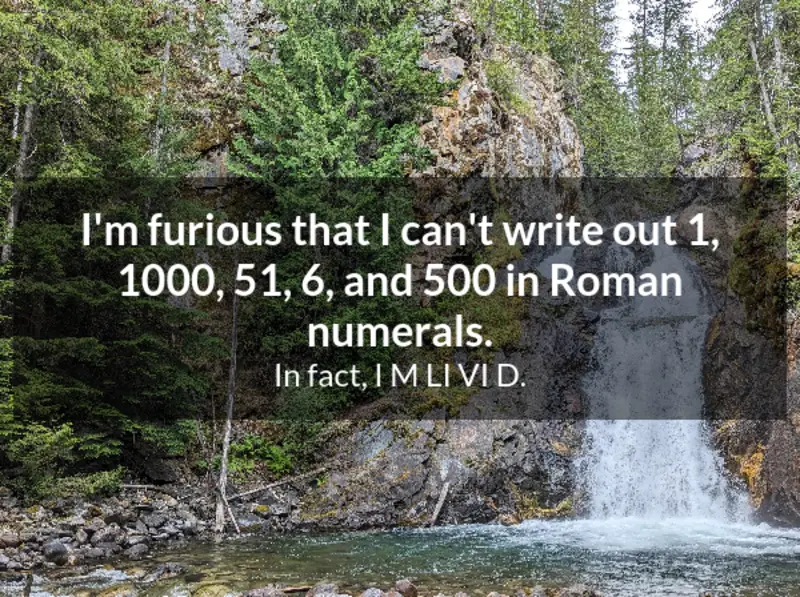 I'm furious that I can't write out 1,
1000, 51, 6, and 500 in Roman
numerals.
In fact, I M LI VI D.